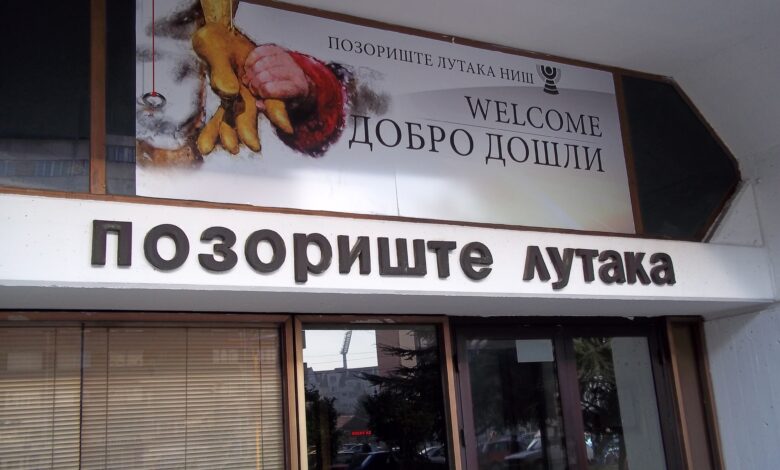 ПОЗОРИШТЕ ЛУТАКА НИШ
WELCOME
ДОБРО ДОШЛИ
позориште лутака